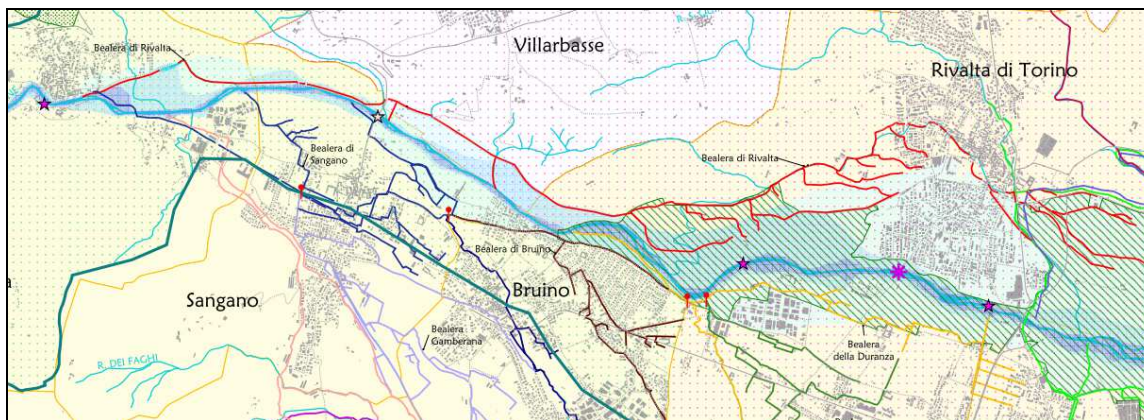 Bealera di Rivalta
Villarbasse
Rivalta di Torino
Bealera di
Sangano
Bealera di Rivalta
Bealera di Bruino
Sangano
Bruino
Bealera
Gamberana
Bealera
della Duranza
R. DEI FAGHI
a